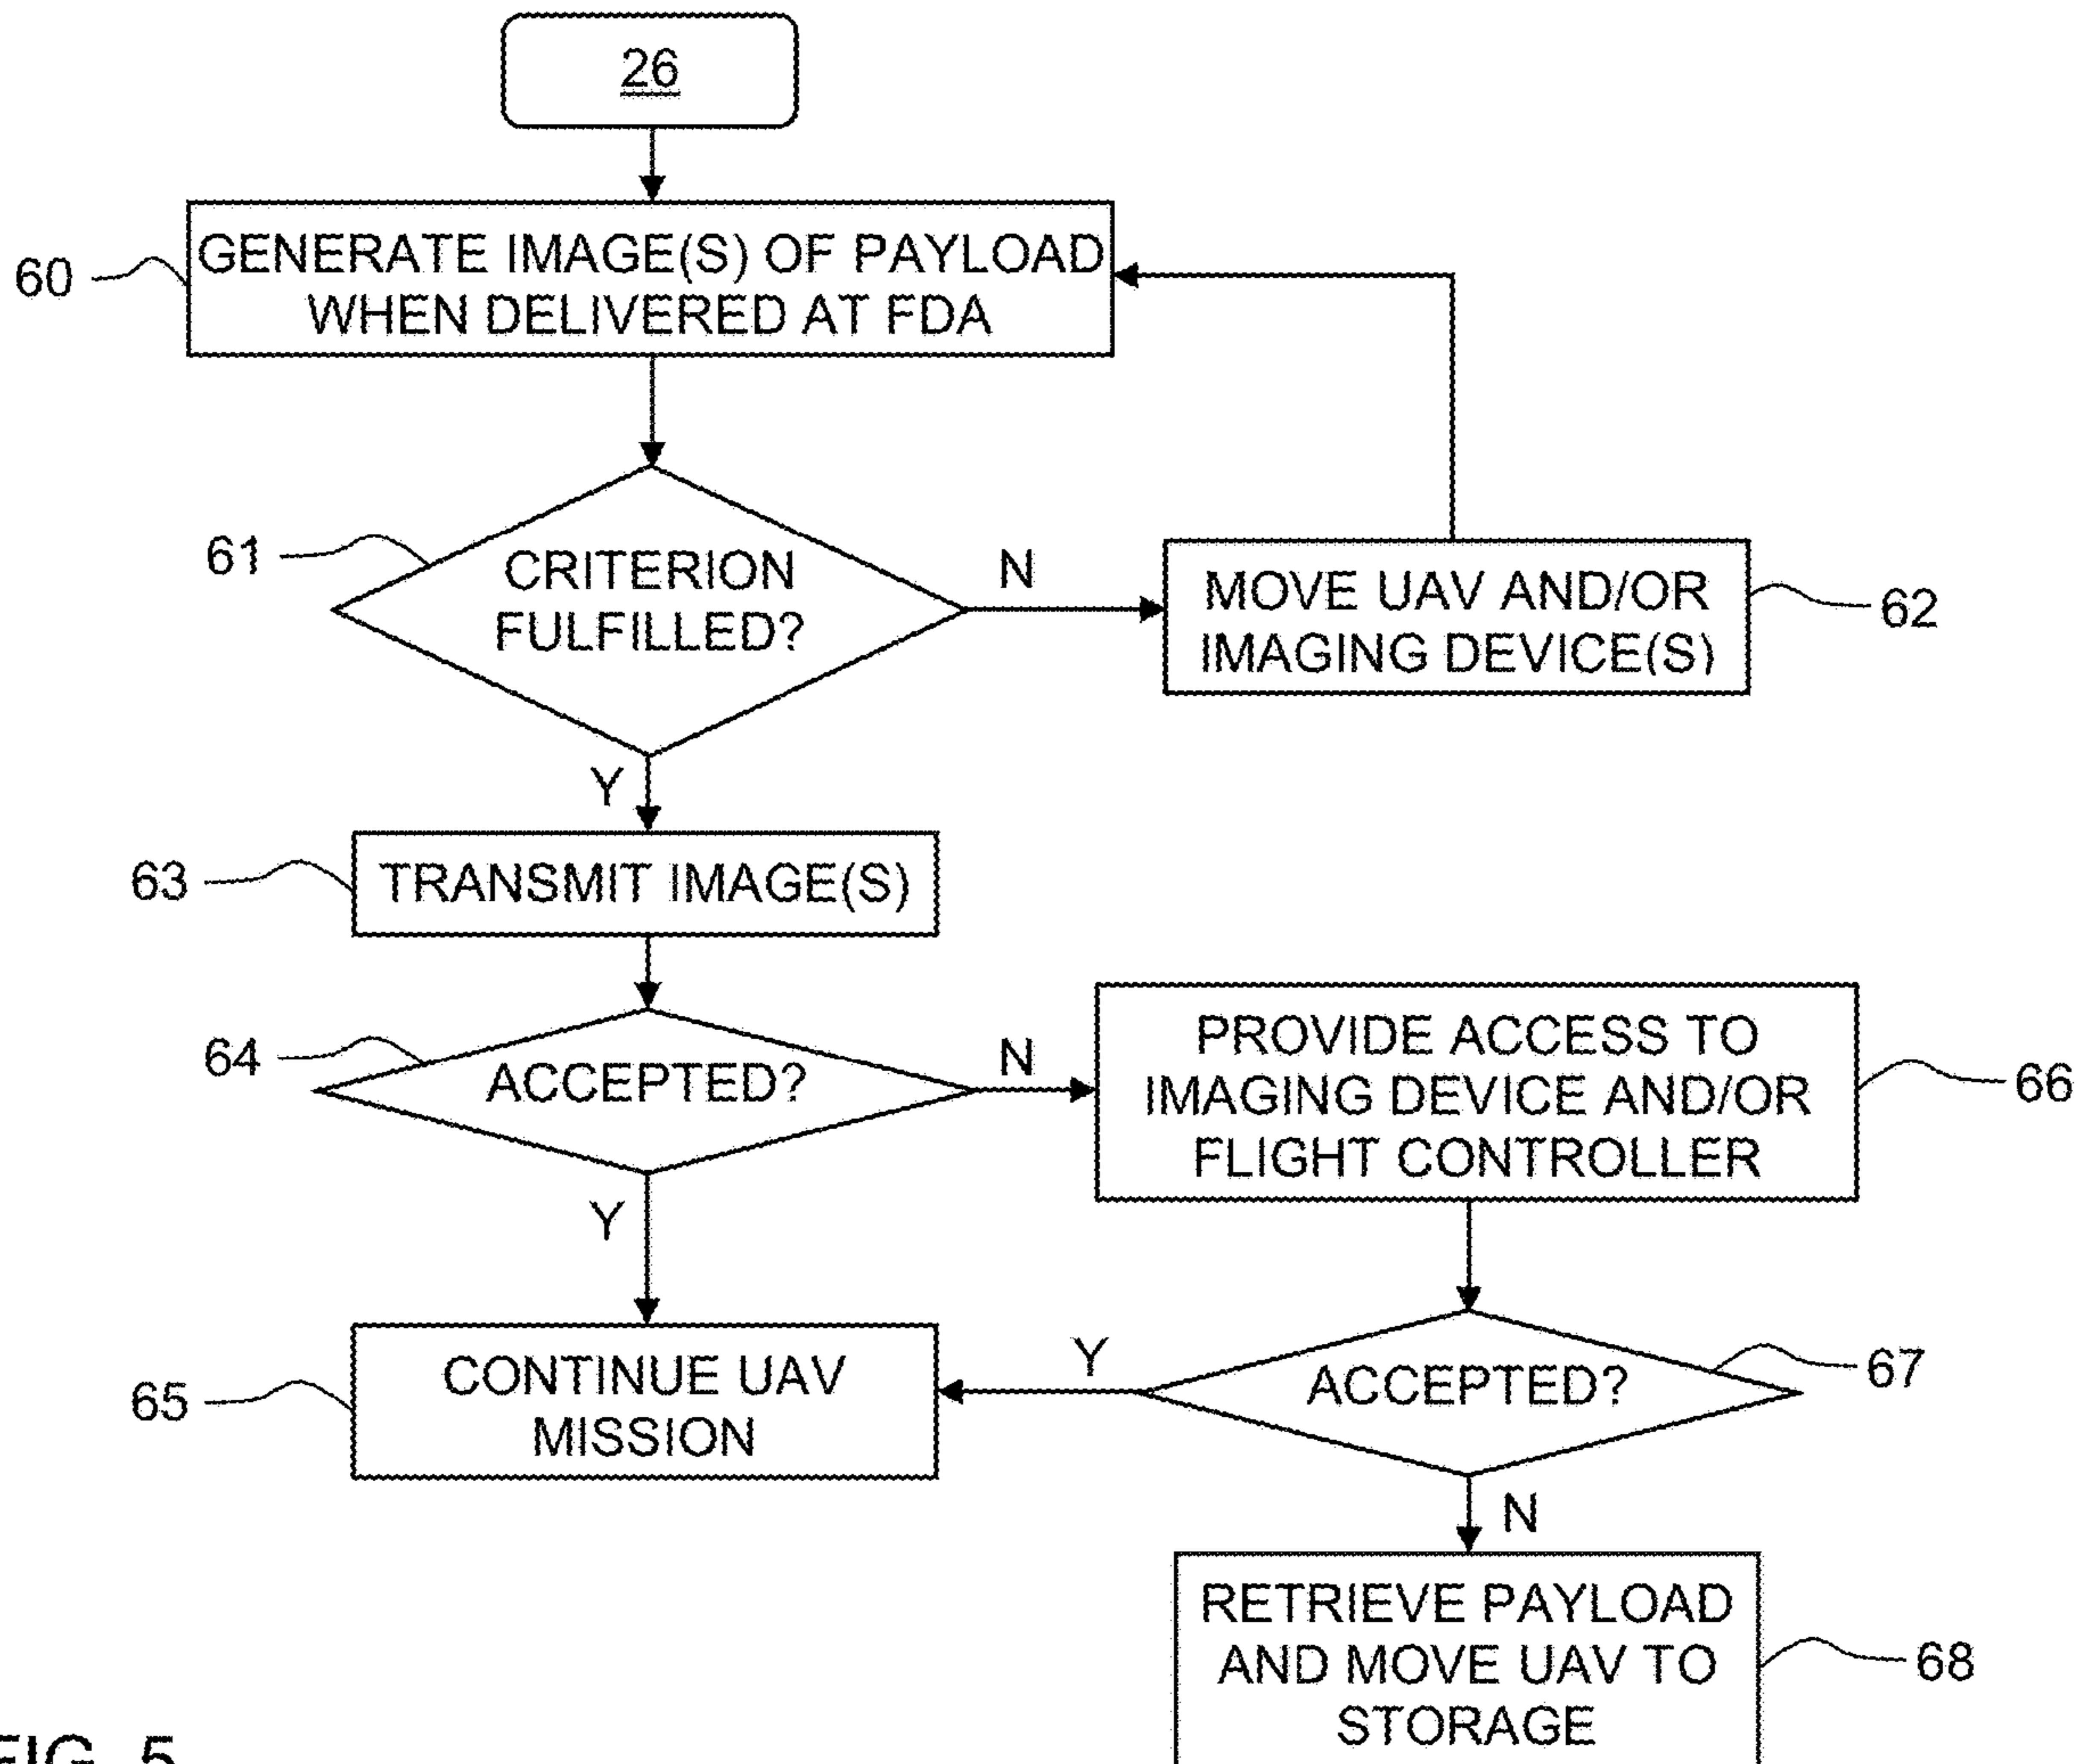 26
60
GENERATE IMAGE(S) OF PAYLOAD
WHEN DELIVERED AT FDA
61
CRITERION
FULFILLED?
N
MOVE UAV AND/OR
IMAGING DEVICE(S)
62
Y
63
TRANSMIT IMAGE(S)
64
ACCEPTED?
N
PROVIDE ACCESS TO
IMAGING DEVICE AND/OR
FLIGHT CONTROLLER
66
Y
65
CONTINUE UAV
MISSION
Y
ACCEPTED?
67
N
RETRIEVE PAYLOAD
AND MOVE UAV TO
STORAGE
68
FIG. 5